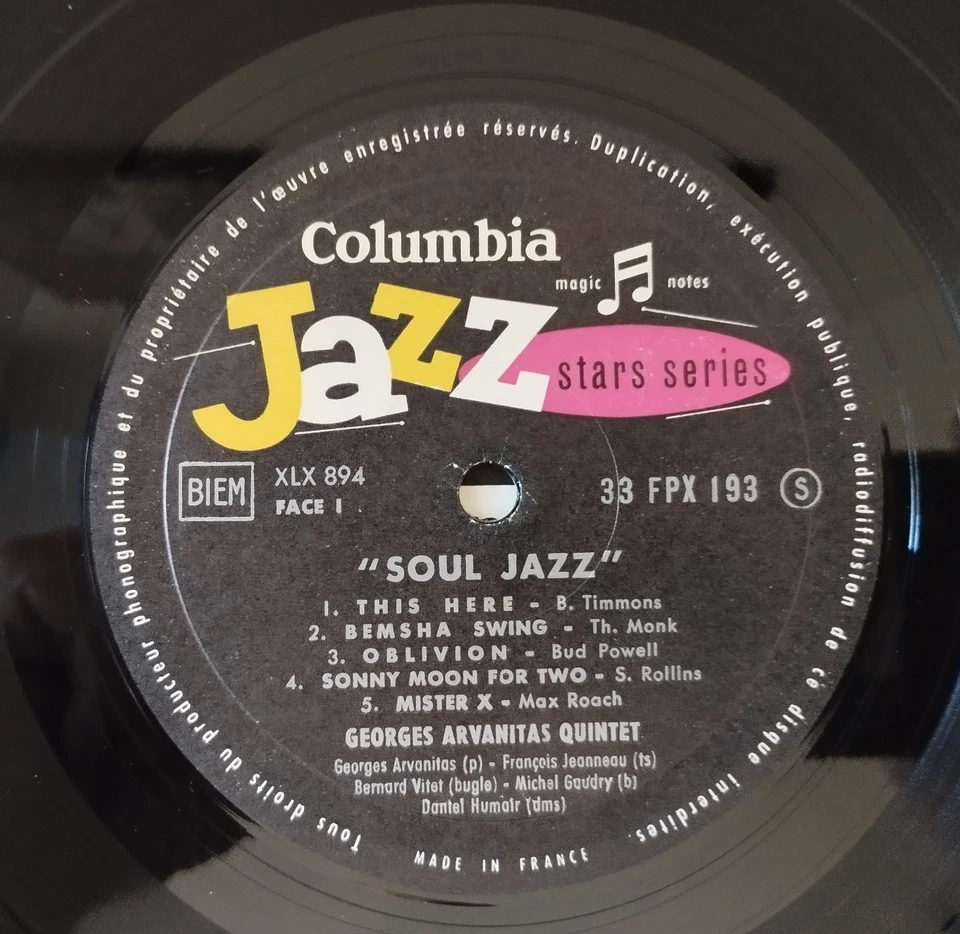 Tous droits du producteur phonographique et du propriétaire de l'œuvre enregistrée réservés. Duplication, exécution publique, radiodiffusion de ce disque interdites.
Columbia
magic notes
Jazz
stars series
BIEM
XLX 894
FACE 1
33 FPX 193 S
"SOUL JAZZ"
1. THIS HERE - B. Timmons
2. BEMSHA SWING - Th. Monk
3. OBLIVION - Bud Powell
4. SONNY MOON FOR TWO - S. Rollins
5. MISTER X - Max Roach
GEORGES ARVANITAS QUINTET
Georges Arvanitas (p) - François Jeanneau (ts)
Bernard Vitet (bugle) - Michel Gaudry (b)
Daniel Humair (dms)
MADE IN FRANCE